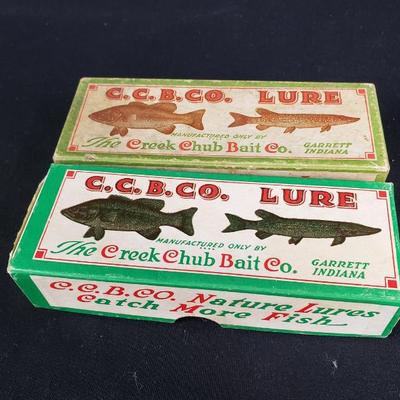 C.C.B.CO. LURE
MANUFACTURED ONLY BY
The Creek Chub Bait Co.
GARRETT
INDIANA
C.C.B.CO. LURE
MANUFACTURED ONLY BY
The Creek Chub Bait Co.
GARRETT
INDIANA
C.C.B.CO. Nature Lures
Catch More Fish